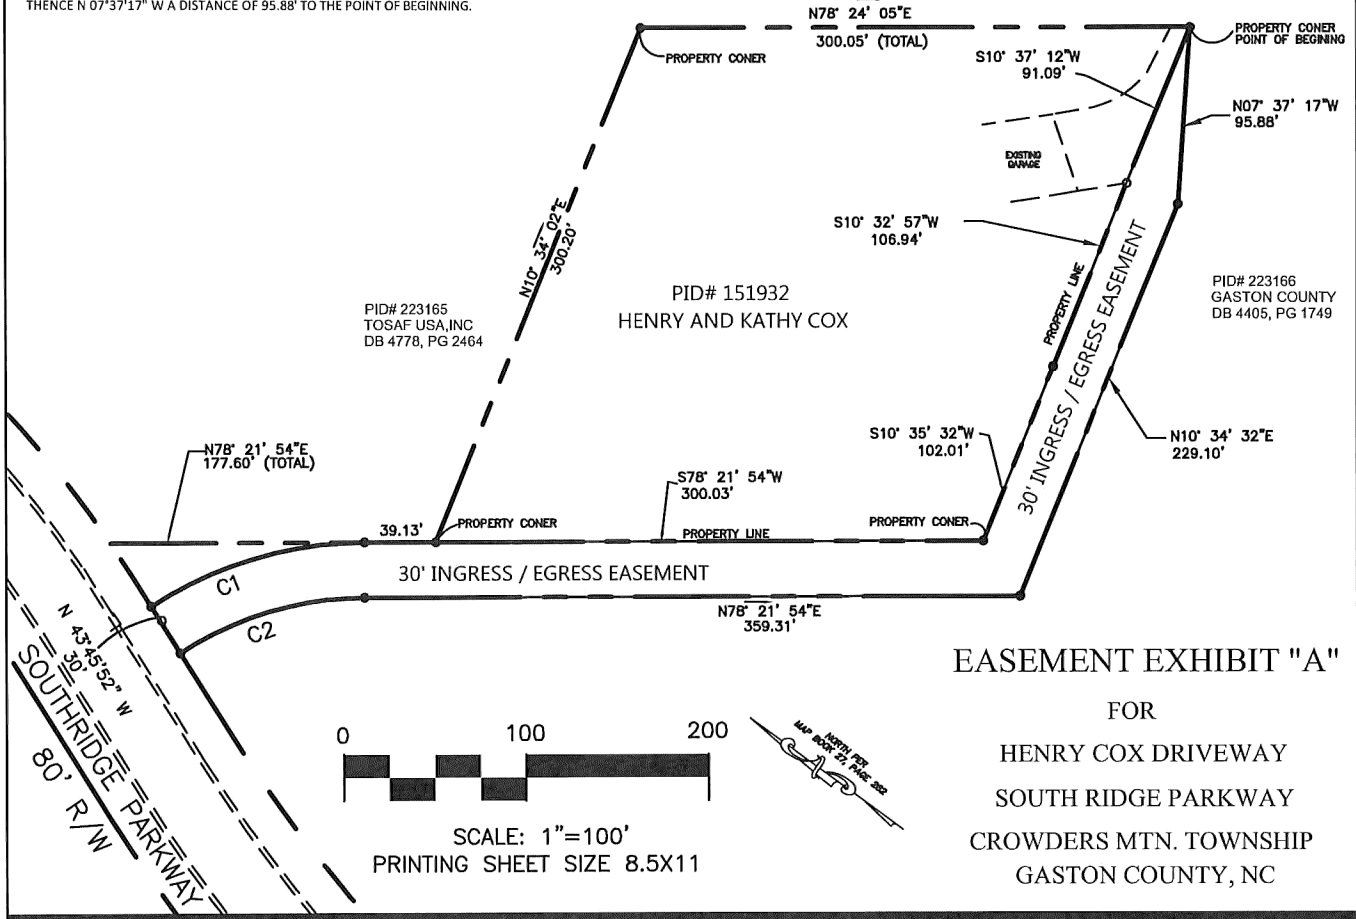 THENCE N 07°37'17" W A DISTANCE OF 95.88' TO THE POINT OF BEGINNING.
N78° 24' 05"E
300.05' (TOTAL)
PROPERTY CONER
PROPERTY CONER
POINT OF BEGINING
S10° 37' 12"W
91.09'
N07° 37' 17"W
95.88'
EXISTING
GARAGE
N10° 34' 02"E
300.20'
S10° 32' 57"W
106.94'
PROPERTY LINE
30' INGRESS / EGRESS EASEMENT
PID# 151932
HENRY AND KATHY COX
PID# 223165
TOSAF USA,INC
DB 4778, PG 2464
PID# 223166
GASTON COUNTY
DB 4405, PG 1749
N78° 21' 54"E
177.60' (TOTAL)
S10° 35' 32"W
102.01'
N10° 34' 32"E
229.10'
S78° 21' 54"W
300.03'
39.13'
PROPERTY CONER
PROPERTY LINE
PROPERTY CONER
C1
30' INGRESS / EGRESS EASEMENT
C2
N78° 21' 54"E
359.31'
N 43°45'52" W
30'
SOUTHRIDGE PARKWAY
80' R/W
0 100 200
SCALE: 1"=100'
PRINTING SHEET SIZE 8.5X11
NORTH PER
MAP BOOK 27, PAGE 282
EASEMENT EXHIBIT "A"
FOR
HENRY COX DRIVEWAY
SOUTH RIDGE PARKWAY
CROWDERS MTN. TOWNSHIP
GASTON COUNTY, NC